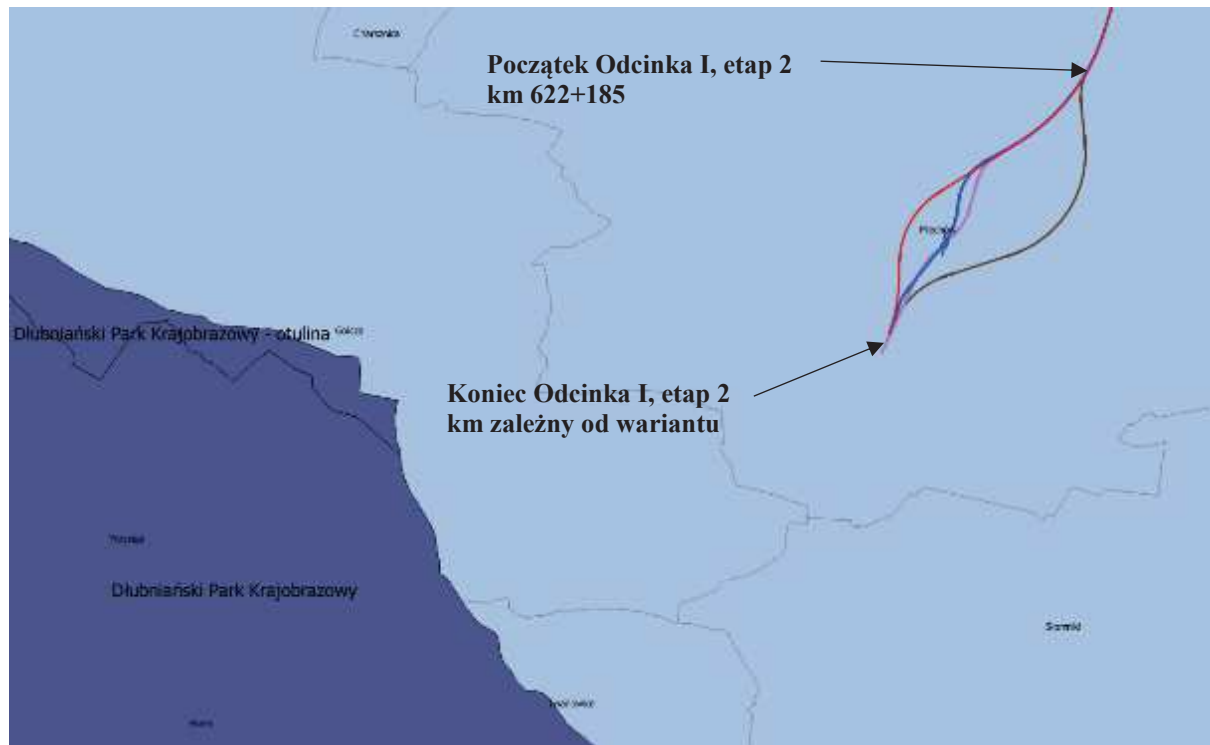 Początek Odcinka I, etap 2
km 622+185
Dłubniański Park Krajobrazowy - otulina
Gołcza
Koniec Odcinka I, etap 2
km zależny od wariantu
Dłubniański Park Krajobrazowy